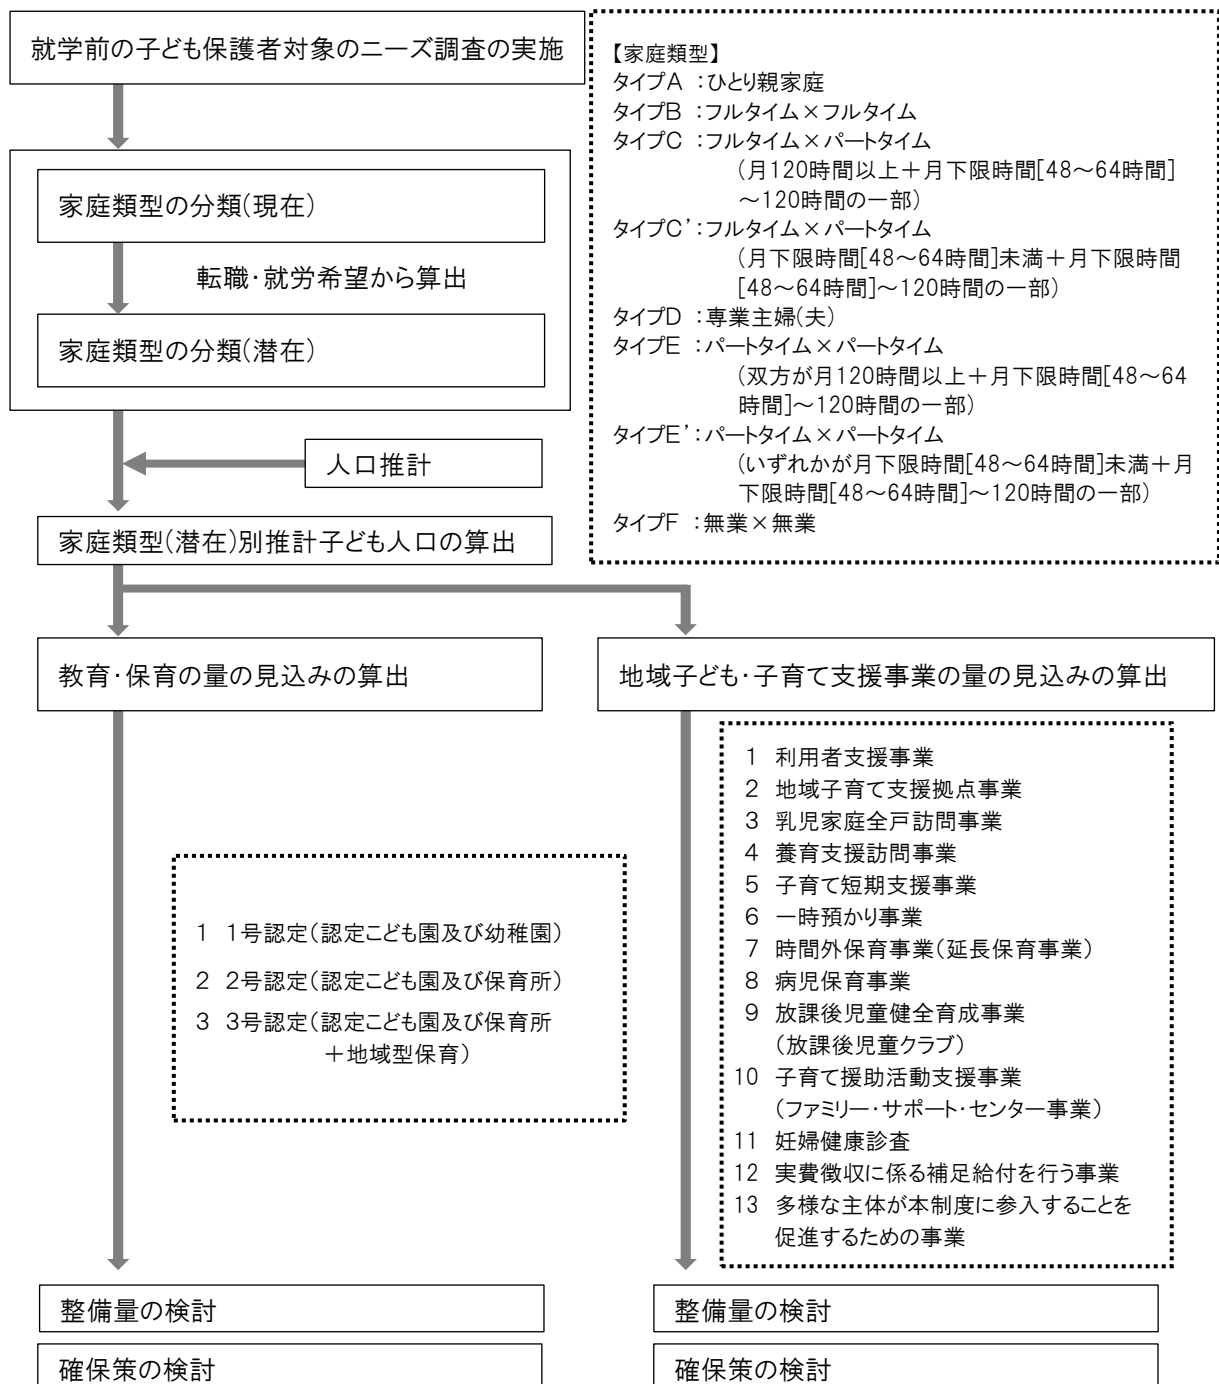 就学前の子ども保護者対象のニーズ調査の実施
家庭類型の分類(現在)
転職・就労希望から算出
家庭類型の分類(潜在)
人口推計
家庭類型(潜在)別推計子ども人口の算出
【家庭類型】
タイプA :ひとり親家庭
タイプB :フルタイム×フルタイム
タイプC :フルタイム×パートタイム
(月120時間以上+月下限時間[48~64時間]
~120時間の一部)
タイプC':フルタイム×パートタイム
(月下限時間[48~64時間]未満+月下限時間
[48~64時間]~120時間の一部)
タイプD :専業主婦(夫)
タイプE :パートタイム×パートタイム
(双方が月120時間以上+月下限時間[48~64
時間]~120時間の一部)
タイプE':パートタイム×パートタイム
(いずれかが月下限時間[48~64時間]未満+月
下限時間[48~64時間]~120時間の一部)
タイプF :無業×無業
教育・保育の量の見込みの算出
1 1号認定(認定こども園及び幼稚園)
2 2号認定(認定こども園及び保育所)
3 3号認定(認定こども園及び保育所
+地域型保育)
整備量の検討
確保策の検討
地域子ども・子育て支援事業の量の見込みの算出
1 利用者支援事業
2 地域子育て支援拠点事業
3 乳児家庭全戸訪問事業
4 養育支援訪問事業
5 子育て短期支援事業
6 一時預かり事業
7 時間外保育事業(延長保育事業)
8 病児保育事業
9 放課後児童健全育成事業
(放課後児童クラブ)
10 子育て援助活動支援事業
(ファミリー・サポート・センター事業)
11 妊婦健康診査
12 実費徴収に係る補足給付を行う事業
13 多様な主体が本制度に参入することを
促進するための事業
整備量の検討
確保策の検討